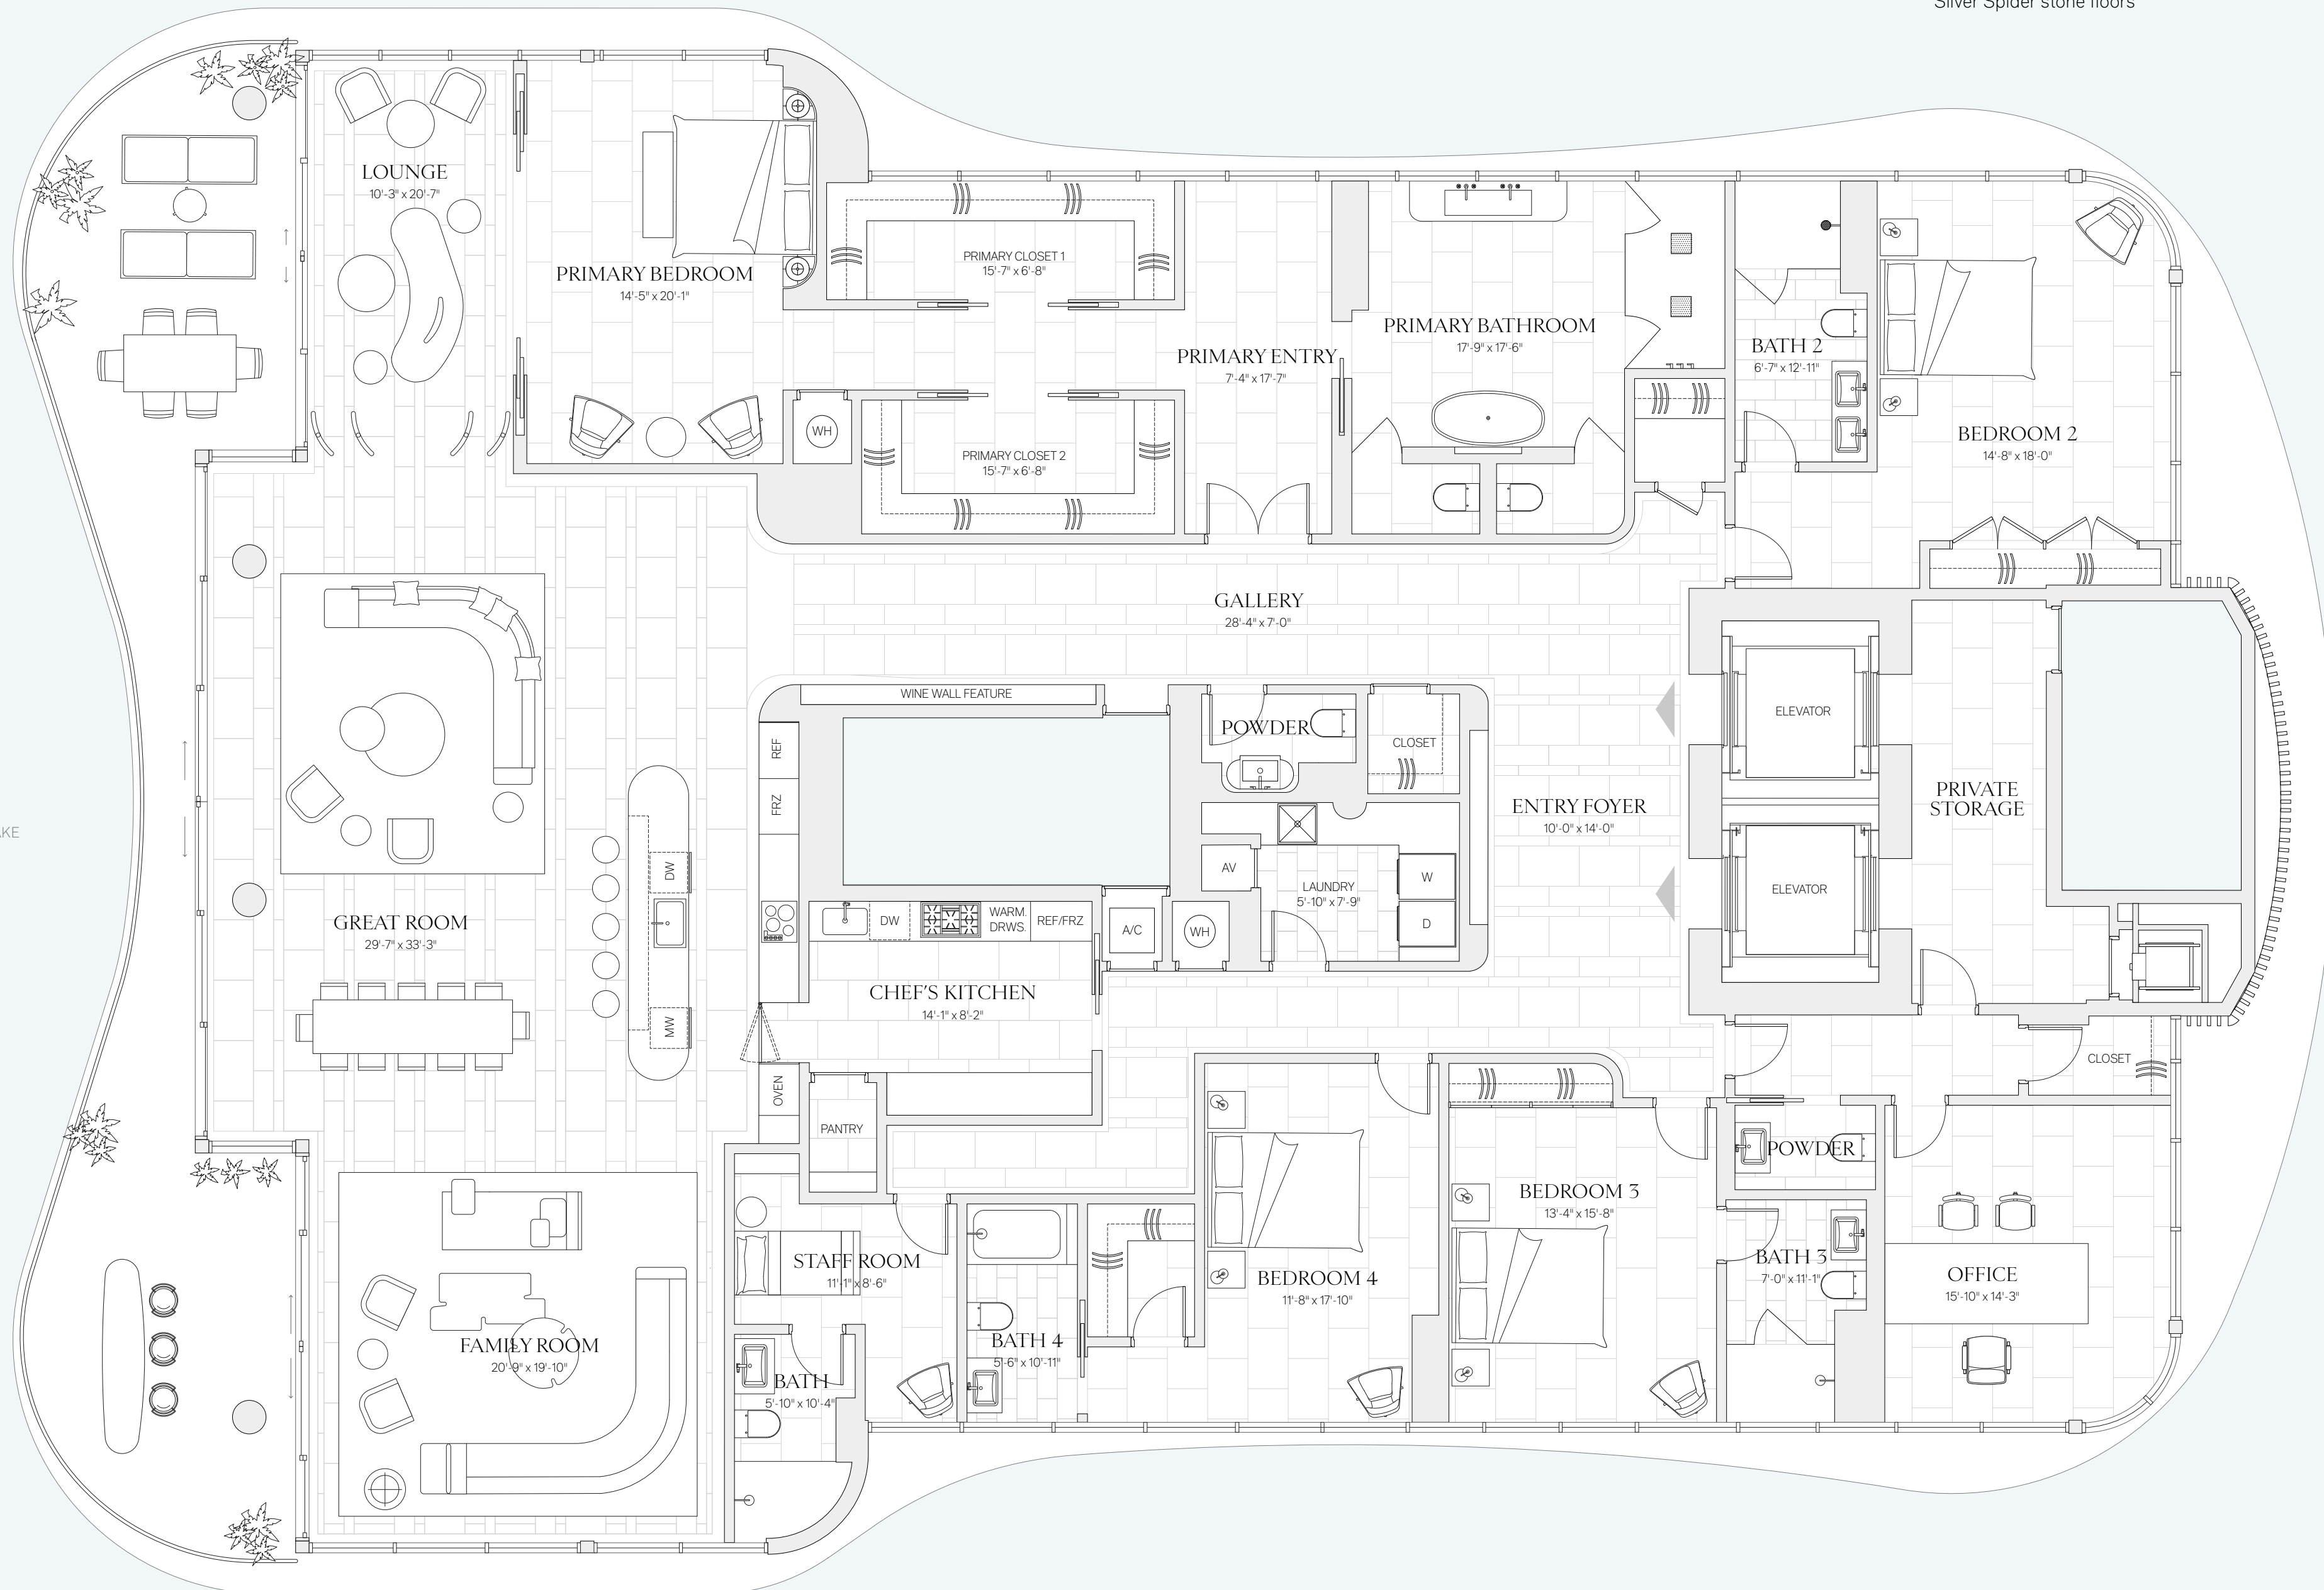 Silver Spider stone floors
LOUNGE
10'-3" x 20'-7"
PRIMARY BEDROOM
14'-5" x 20'-1"
PRIMARY CLOSET 1
15'-7" x 6'-8"
PRIMARY ENTRY
7'-4" x 17'-7"
PRIMARY BATHROOM
17'-9" x 17'-6"
BATH 2
6'-7" x 12'-11"
BEDROOM 2
14'-8" x 18'-0"
WH
PRIMARY CLOSET 2
15'-7" x 6'-8"
GALLERY
28'-4" x 7'-0"
WINE WALL FEATURE
REF
FRZ
POWDER
CLOSET
ELEVATOR
ENTRY FOYER
10'-0" x 14'-0"
PRIVATE
STORAGE
AKE
DW
AV
LAUNDRY
5'-10" x 7'-9"
W
D
ELEVATOR
GREAT ROOM
29'-7" x 33'-3"
DW
WARM.
DRWS.
REF/FRZ
A/C
WH
CHEF'S KITCHEN
14'-1" x 8'-2"
MW
OVEN
PANTRY
CLOSET
POWDER
BEDROOM 3
13'-4" x 15'-8"
STAFF ROOM
11'-1" x 8'-6"
BEDROOM 4
11'-8" x 17'-10"
BATH 3
7'-0" x 11'-1"
OFFICE
15'-10" x 14'-3"
FAMILY ROOM
20'-9" x 19'-10"
BATH 4
5'-6" x 10'-11"
BATH
5'-10" x 10'-4"